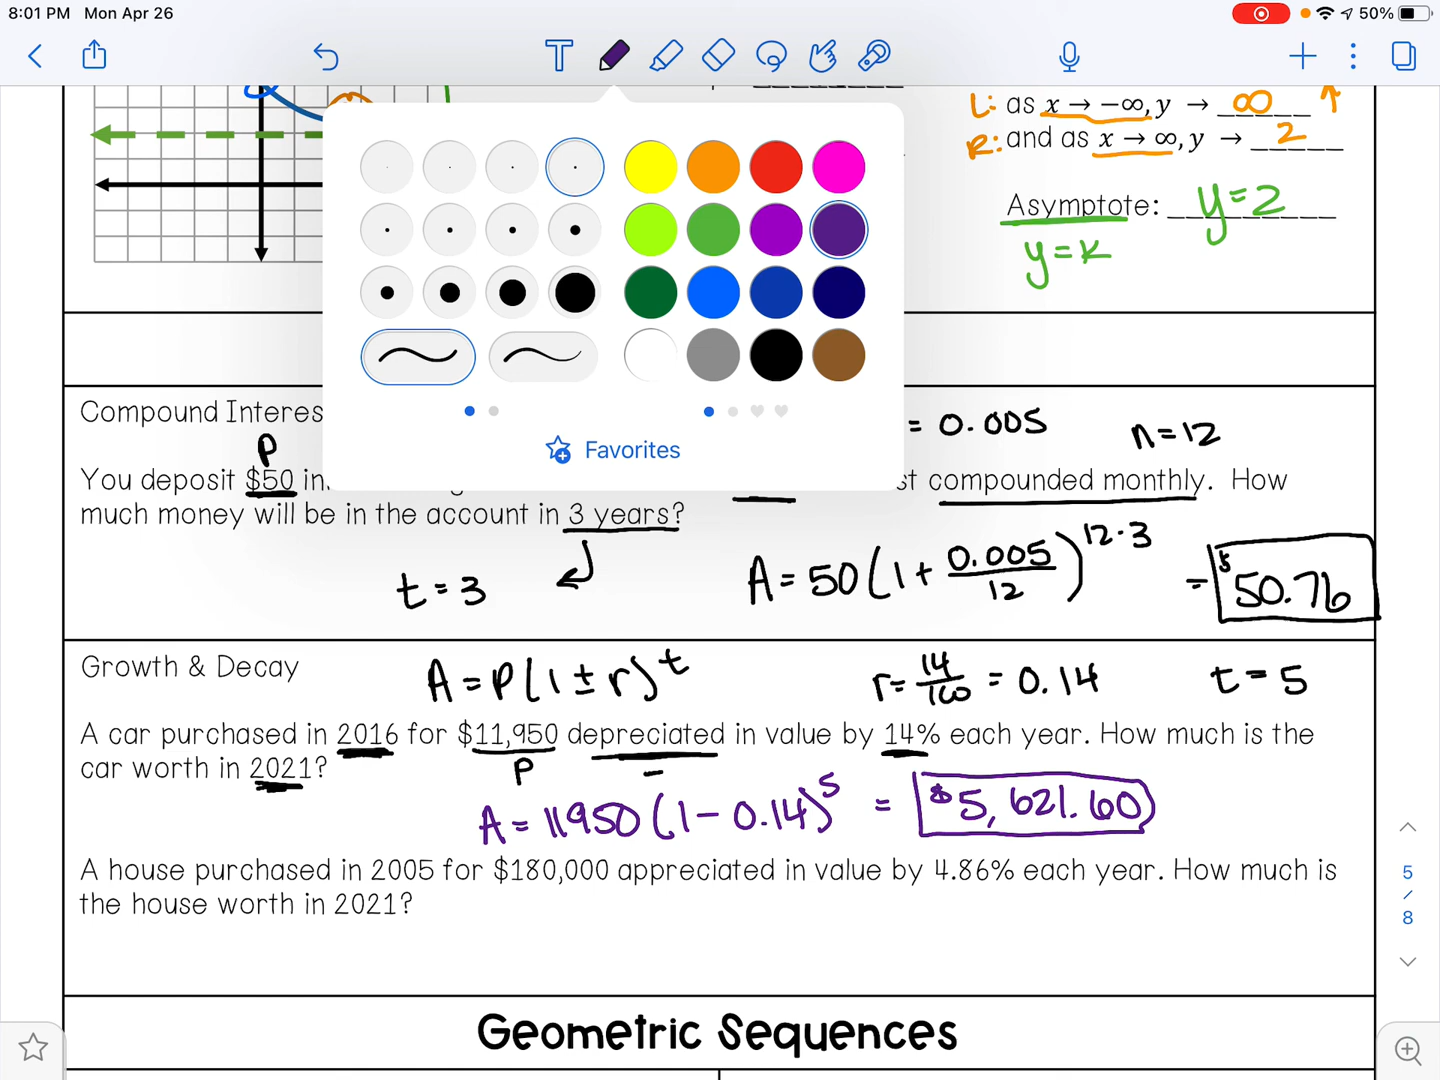 8:01 PM Mon Apr 26
50%
T
L: as x → −∞, y → ∞ ↑
R: and as x → ∞, y → 2
Asymptote: y=2
y=k
Favorites
Compound Interes
= 0.005 n=12
P
You deposit $50 in st compounded monthly. How
much money will be in the account in 3 years?
t=3
A = 50(1+ 0.005/12)^12·3 = $50.76
Growth & Decay A = P(1 ± r)^t r = 14/100 = 0.14 t = 5
A car purchased in 2016 for $11,950 depreciated in value by 14% each year. How much is the
car worth in 2021?
P −
A = 11950(1 − 0.14)^5 = $5,621.60
A house purchased in 2005 for $180,000 appreciated in value by 4.86% each year. How much is
the house worth in 2021?
5
/
8
Geometric Sequences